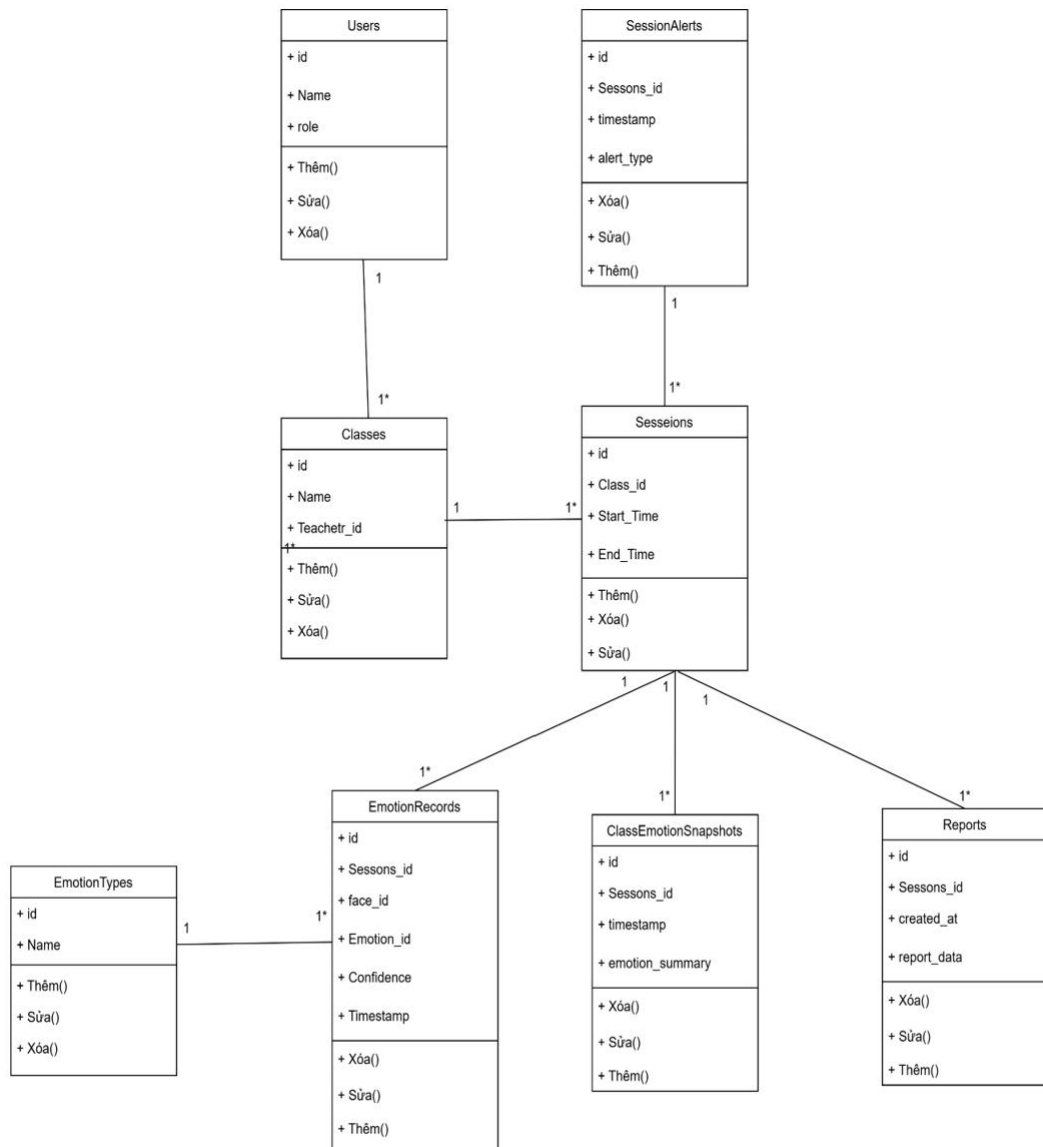 Users
+ id
+ Name
+ role
+ Thêm()
+ Sửa()
+ Xóa()
1
1*
SessionAlerts
+ id
+ Sessons_id
+ timestamp
+ alert_type
+ Xóa()
+ Sửa()
+ Thêm()
1
1*
Classes
+ id
+ Name
+ Teachetr_id
1*
+ Thêm()
+ Sửa()
+ Xóa()
1
1*
Sesseions
+ id
+ Class_id
+ Start_Time
+ End_Time
+ Thêm()
+ Xóa()
+ Sửa()
1
1
1
1*
1*
1*
EmotionTypes
+ id
+ Name
+ Thêm()
+ Sửa()
+ Xóa()
1
1*
EmotionRecords
+ id
+ Sessons_id
+ face_id
+ Emotion_id
+ Confidence
+ Timestamp
+ Xóa()
+ Sửa()
+ Thêm()
ClassEmotionSnapshots
+ id
+ Sessons_id
+ timestamp
+ emotion_summary
+ Xóa()
+ Sửa()
+ Thêm()
Reports
+ id
+ Sessons_id
+ created_at
+ report_data
+ Xóa()
+ Sửa()
+ Thêm()